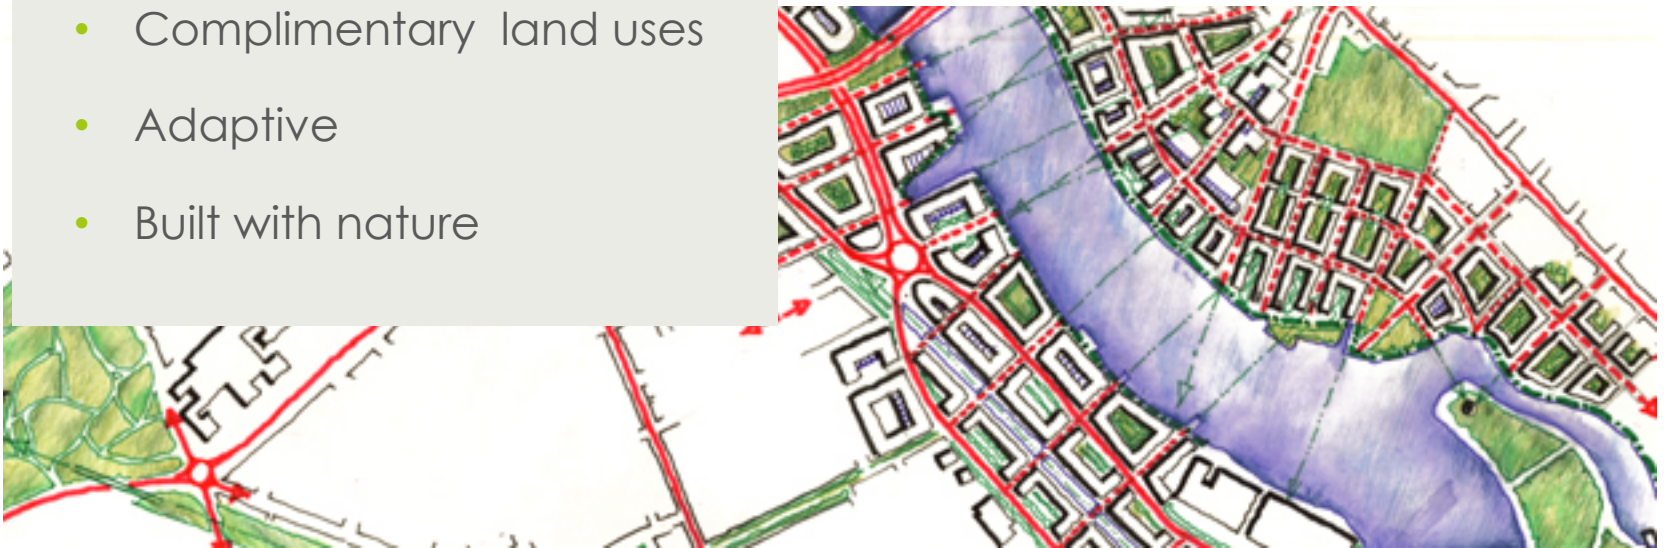 • Complimentary land uses
• Adaptive
• Built with nature